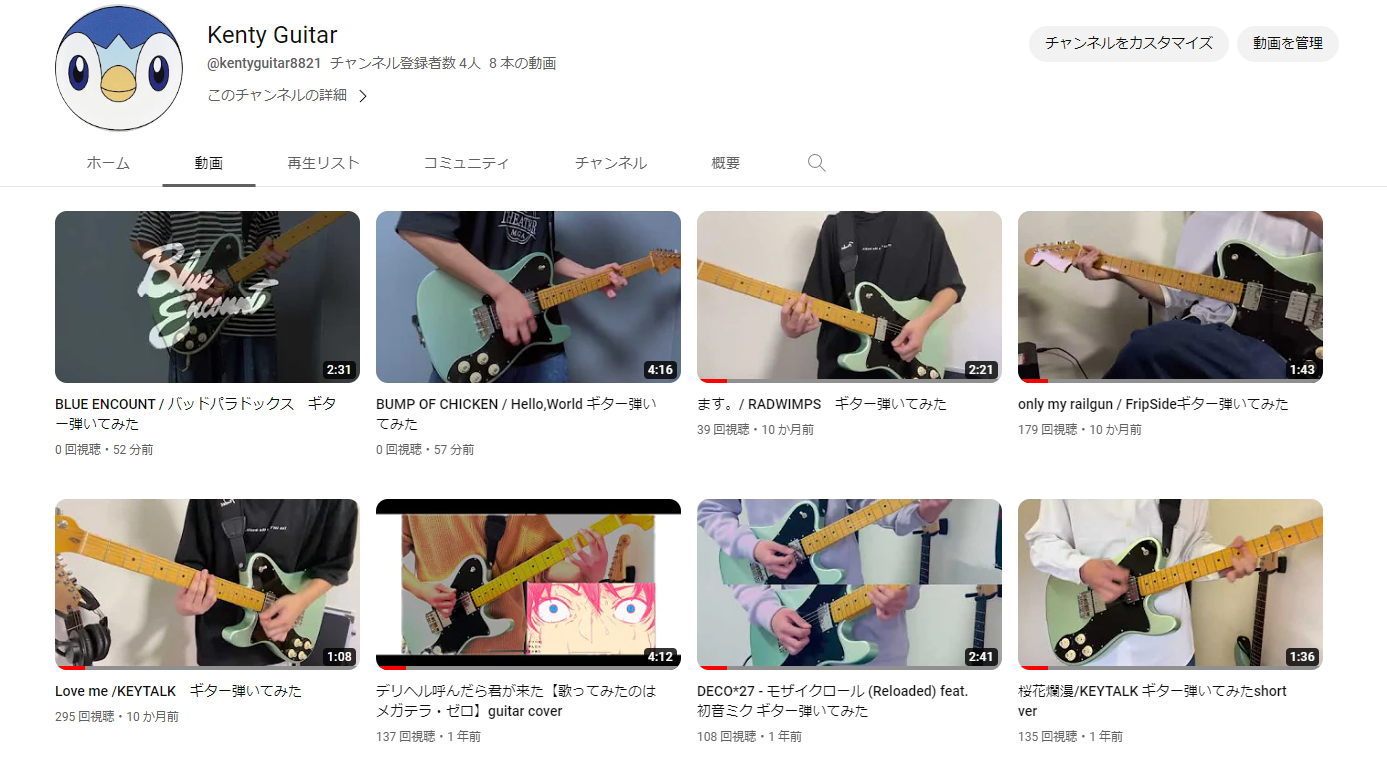 Kenty Guitar
@kentyguitar8821 チャンネル登録者数 4人 8 本の動画
このチャンネルの詳細
チャンネルをカスタマイズ
動画を管理
ホーム 動画 再生リスト コミュニティ チャンネル 概要
THEATER
MGA
Blue
Encount
2:31
4:16
2:21
1:43
BLUE ENCOUNT / バッドパラドックス　ギタ
ー弾いてみた
0 回視聴・52 分前
BUMP OF CHICKEN / Hello,World ギター弾い
てみた
0 回視聴・57 分前
ます。/ RADWIMPS　ギター弾いてみた
39 回視聴・10 か月前
only my railgun / FripSideギター弾いてみた
179 回視聴・10 か月前
1:08
4:12
2:41
1:36
Love me /KEYTALK　ギター弾いてみた
295 回視聴・10 か月前
デリヘル呼んだら君が来た【歌ってみたのは
メガテラ・ゼロ】guitar cover
137 回視聴・1 年前
DECO*27 - モザイクロール (Reloaded) feat.
初音ミク ギター弾いてみた
108 回視聴・1 年前
桜花爛漫/KEYTALK ギター弾いてみたshort
ver
135 回視聴・1 年前